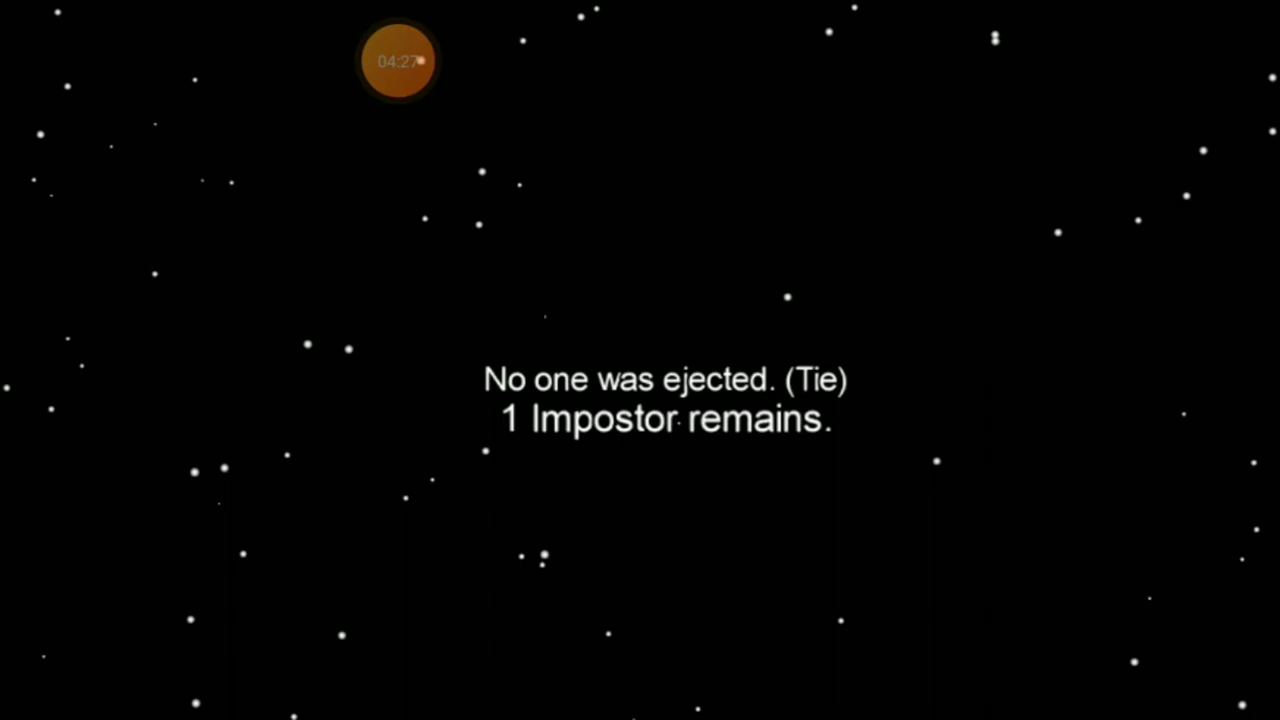 04:27
No one was ejected. (Tie)
1 Impostor remains.